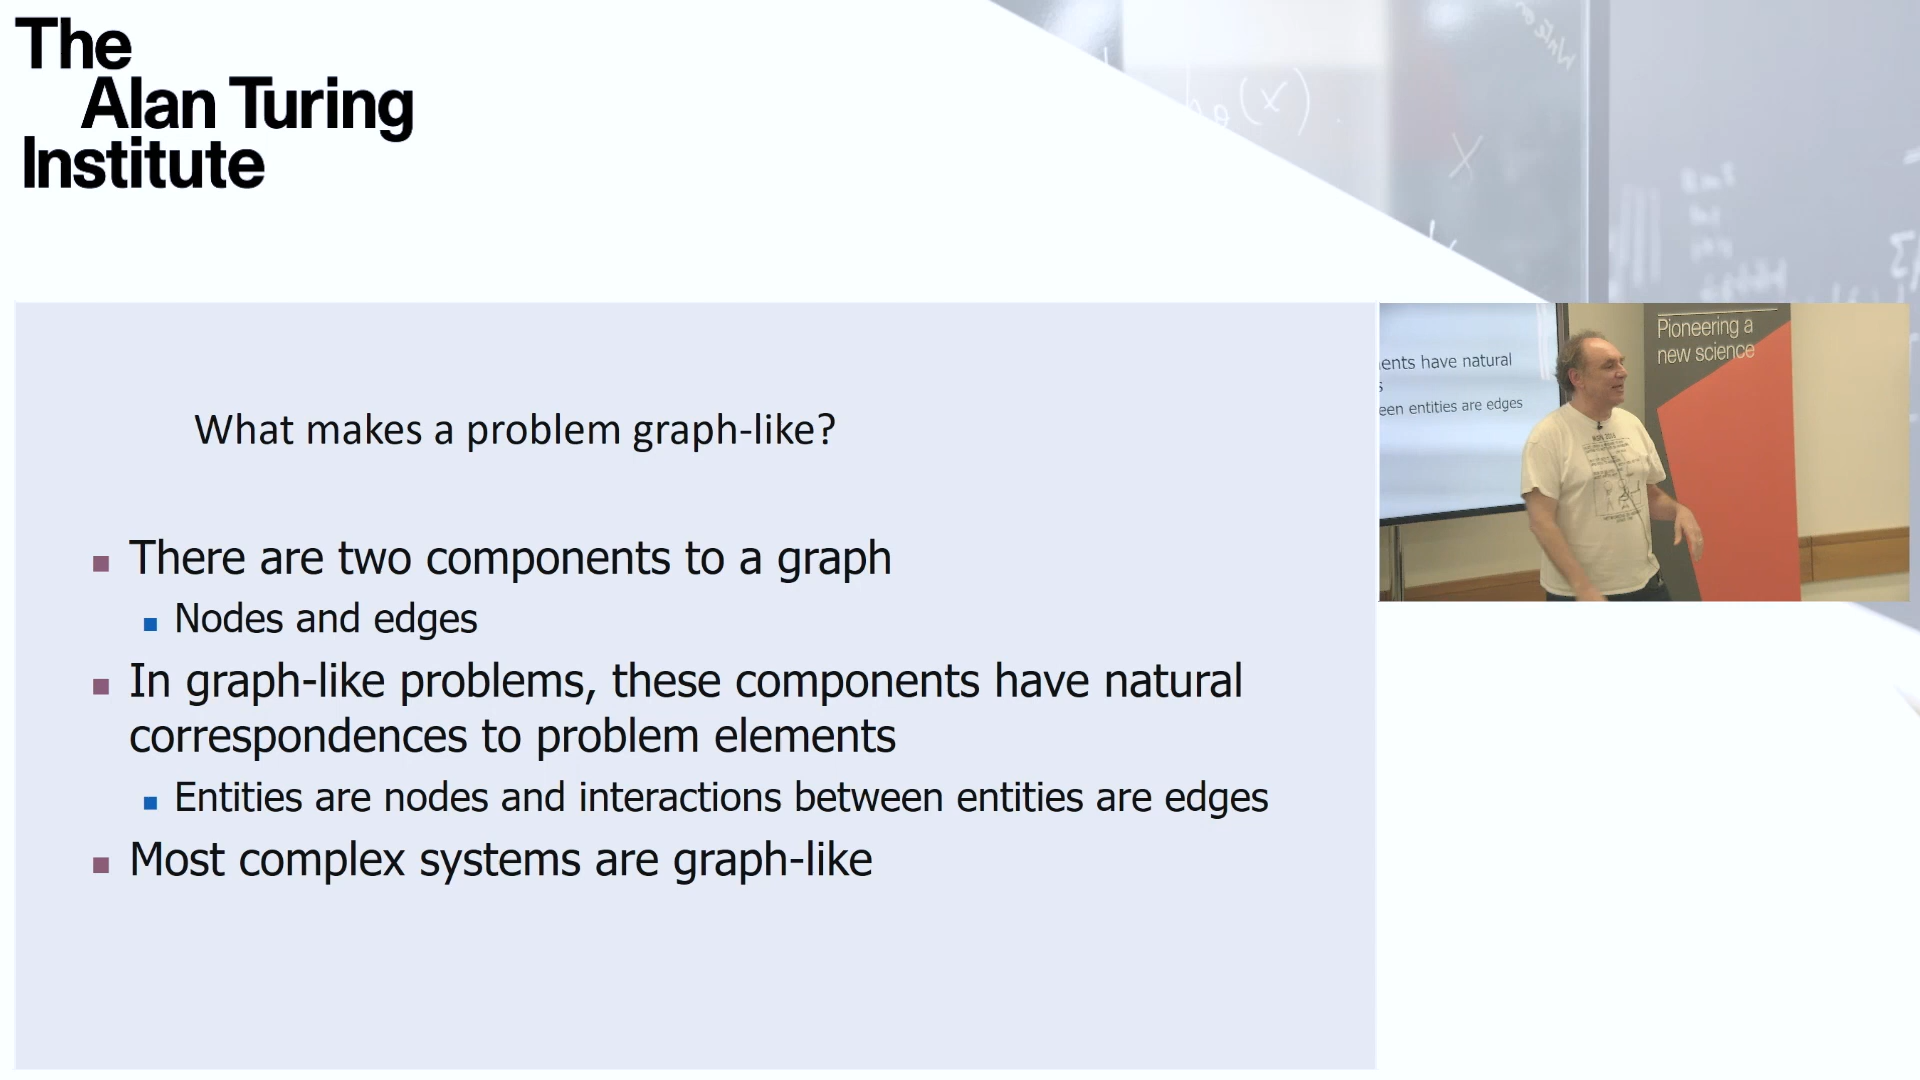 The
Alan Turing
Institute
What makes a problem graph-like?
There are two components to a graph
Nodes and edges
In graph-like problems, these components have natural
correspondences to problem elements
Entities are nodes and interactions between entities are edges
Most complex systems are graph-like
Pioneering a
new science
ents have natural
s
een entities are edges
(x)
X